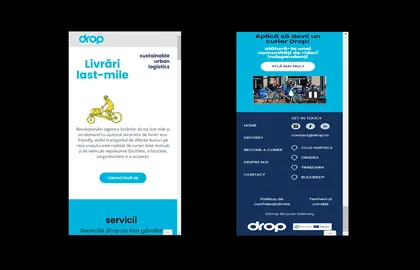 drop
sustainable
urban
logistics
Livrări
last-mile
Revoluționăm logistica livrărilor de tip last-mile și
on demand cu ajutorul serviciilor de livrări eco-
friendly, astfel transportul de diferite bunuri pe
raza orașului este realizat de curieri bine instruiți
și de vehicule nepoluante (biciclete, e-biciclete,
cargobiciclete și e-scutere).
CONTACTEAZĂ-NE
servicii
Serviciile Drop au fost gândite
Aplică să devii un
curier Drop!
alătură-te unei
comunități de rideri
independenți!
AFLĂ MAI MULT
HOME
DELIVERY
BECOME A CURIER
DESPRE NOI
CONTACT
GET IN TOUCH
contact@drop.ro
CLUJ-NAPOCA
ORADEA
TIMIȘOARA
BUCUREȘTI
Politica de
confidențialitate
Termeni și
condiții
©Drop Bicycle Delivery
drop